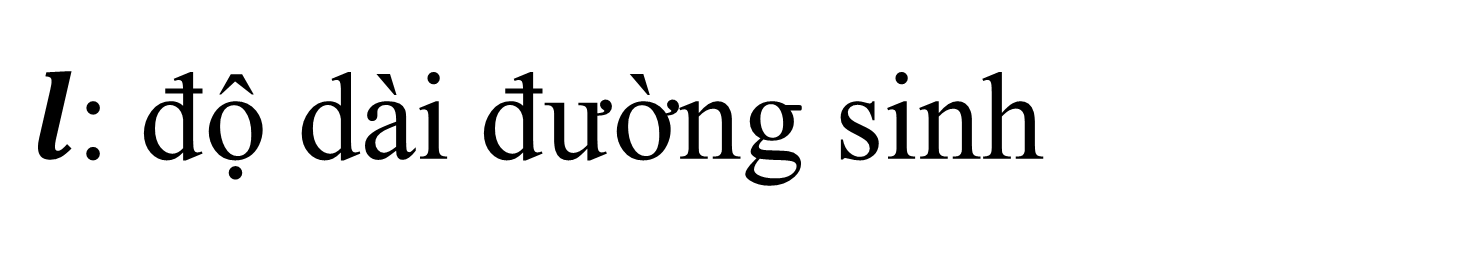 l: độ dài đường sinh